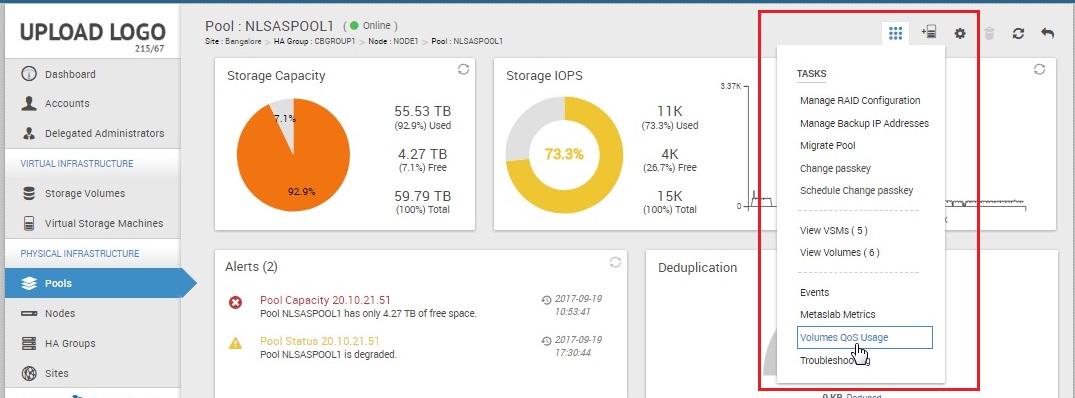 UPLOAD LOGO
215/67
Dashboard
Accounts
Delegated Administrators
VIRTUAL INFRASTRUCTURE
Storage Volumes
Virtual Storage Machines
PHYSICAL INFRASTRUCTURE
Pools
Nodes
HA Groups
Sites
Pool : NLSASPOOL1 ( Online )
Site : Bangalore > HA Group : CBGROUP1 > Node : NODE1 > Pool : NLSASPOOL1
Storage Capacity
7.1%
92.9%
55.53 TB
(92.9%) Used
4.27 TB
(7.1%) Free
59.79 TB
(100%) Total
Storage IOPS
73.3%
11K
(73.3%) Used
4K
(26.7%) Free
15K
(100%) Total
3.37K
0
TASKS
Manage RAID Configuration
Manage Backup IP Addresses
Migrate Pool
Change passkey
Schedule Change passkey
View VSMs ( 5 )
View Volumes ( 6 )
Events
Metaslab Metrics
Volumes QoS Usage
Alerts (2)
Pool Capacity 20.10.21.51
Pool NLSASPOOL1 has only 4.27 TB of free space.
2017-09-19
10:53:41
Pool Status 20.10.21.51
Pool NLSASPOOL1 is degraded.
2017-09-19
17:30:44
Deduplication